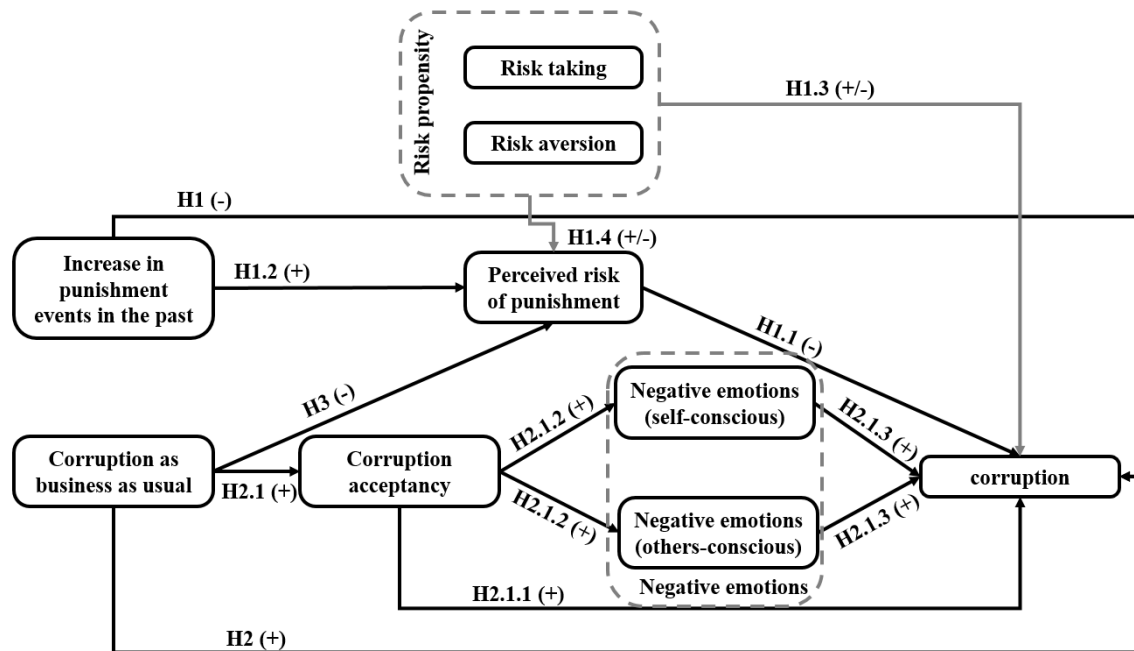 Risk propensity
Risk taking
Risk aversion
H1.3 (+/-)
H1 (-)
H1.4 (+/-)
Increase in
punishment
events in the past
H1.2 (+)
Perceived risk
of punishment
H1.1 (-)
H3 (-)
Negative emotions
(self-conscious)
H2.1.2 (+)
H2.1.3 (+)
Corruption as
business as usual
H2.1 (+)
Corruption
acceptancy
corruption
H2.1.2 (+)
Negative emotions
(others-conscious)
H2.1.3 (+)
Negative emotions
H2.1.1 (+)
H2 (+)